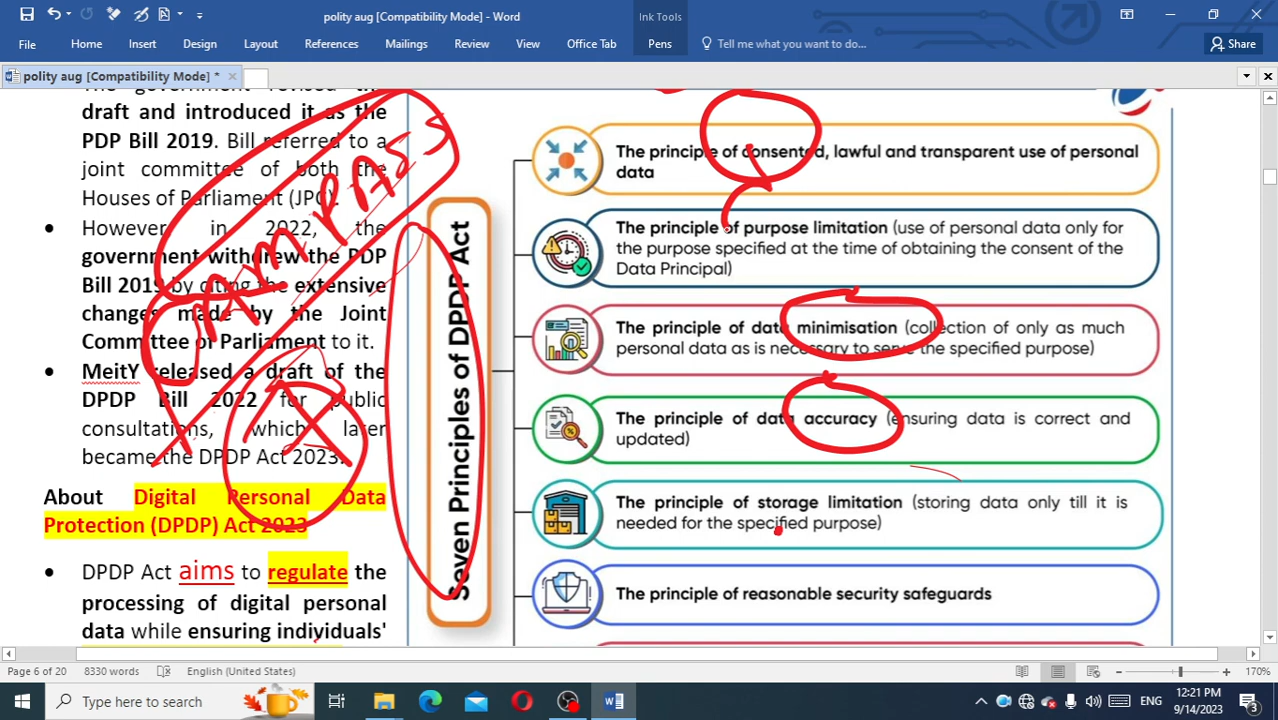 polity aug [Compatibility Mode] - Word
Ink Tools
File Home Insert Design Layout References Mailings Review View Office Tab Pens Tell me what you want to do... Share
polity aug [Compatibility Mode] *
draft and introduced it as the
PDP Bill 2019. Bill referred to a
joint committee of both the
Houses of Parliament (JPC).
However in 2022, the
government withdrew the PDP
Bill 2019 by citing the extensive
changes made by the Joint
Committee of Parliament to it.
MeitY released a draft of the
DPDP Bill 2022 for public
consultations, which later
became the DPDP Act 2023.
About Digital Personal Data
Protection (DPDP) Act 2023
DPDP Act aims to regulate the
processing of digital personal
data while ensuring individuals'
Seven Principles of DPDP Act
The principle of consented, lawful and transparent use of personal
data
The principle of purpose limitation (use of personal data only for
the purpose specified at the time of obtaining the consent of the
Data Principal)
The principle of data minimisation (collection of only as much
personal data as is necessary to serve the specified purpose)
The principle of data accuracy (ensuring data is correct and
updated)
The principle of storage limitation (storing data only till it is
needed for the specified purpose)
The principle of reasonable security safeguards
Page 6 of 20 8330 words English (United States) 170%
Type here to search
ENG
12:21 PM
9/14/2023
3